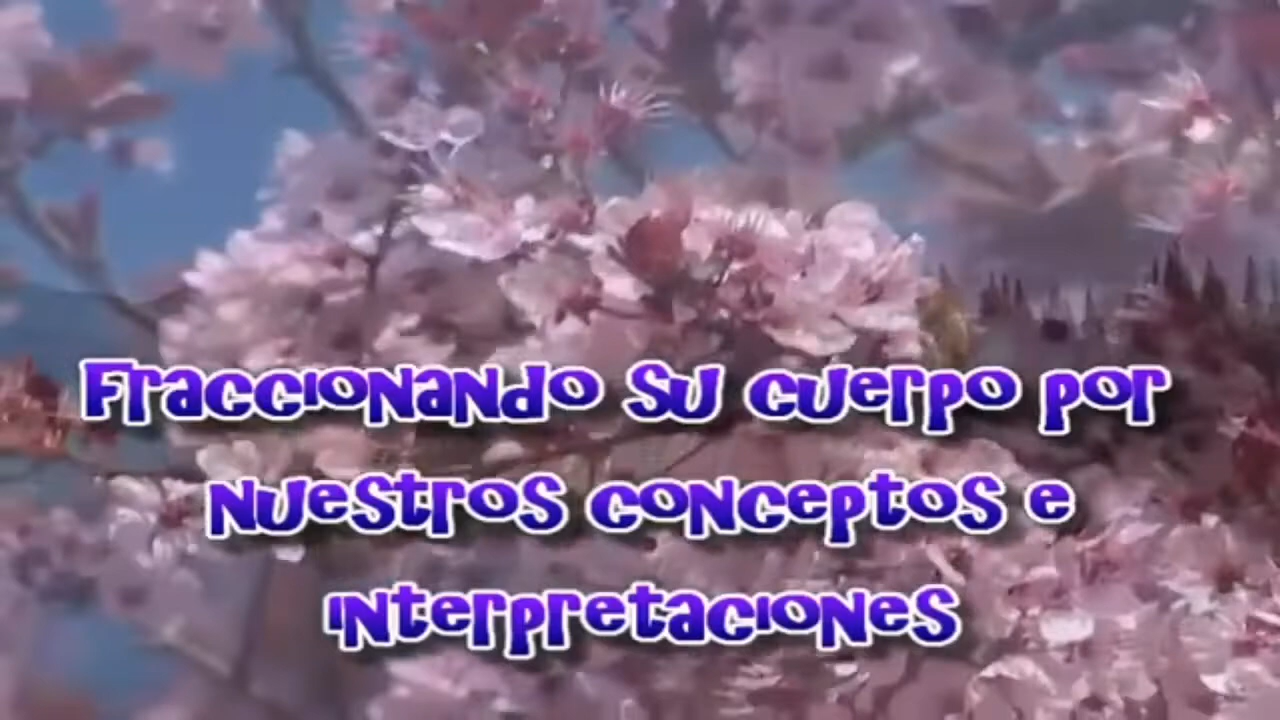 Fraccionando su cuerpo por
nuestros conceptos e
interpretaciones